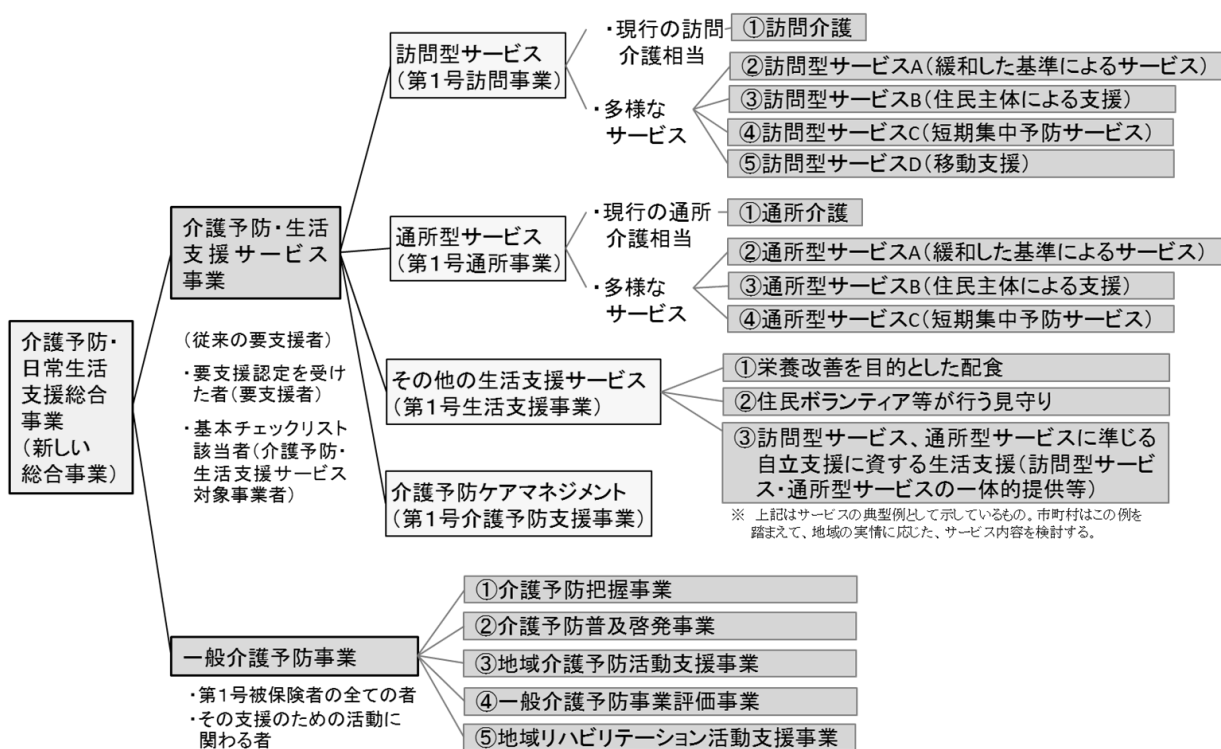 介護予防・
日常生活
支援総合
事業
(新しい
総合事業)
介護予防・生活
支援サービス
事業
(従来の要支援者)
・要支援認定を受け
た者(要支援者)
・基本チェックリスト
該当者(介護予防・
生活支援サービス
対象事業者)
訪問型サービス
(第1号訪問事業)
・現行の訪問
介護相当
①訪問介護
・多様な
サービス
②訪問型サービスA(緩和した基準によるサービス)
③訪問型サービスB(住民主体による支援)
④訪問型サービスC(短期集中予防サービス)
⑤訪問型サービスD(移動支援)
通所型サービス
(第1号通所事業)
・現行の通所
介護相当
①通所介護
・多様な
サービス
②通所型サービスA(緩和した基準によるサービス)
③通所型サービスB(住民主体による支援)
④通所型サービスC(短期集中予防サービス)
その他の生活支援サービス
(第1号生活支援事業)
①栄養改善を目的とした配食
②住民ボランティア等が行う見守り
③訪問型サービス、通所型サービスに準じる
自立支援に資する生活支援(訪問型サービ
ス・通所型サービスの一体的提供等)
※ 上記はサービスの典型例として示しているもの。市町村はこの例を
踏まえて、地域の実情に応じた、サービス内容を検討する。
介護予防ケアマネジメント
(第1号介護予防支援事業)
一般介護予防事業
・第1号被保険者の全ての者
・その支援のための活動に
関わる者
①介護予防把握事業
②介護予防普及啓発事業
③地域介護予防活動支援事業
④一般介護予防事業評価事業
⑤地域リハビリテーション活動支援事業